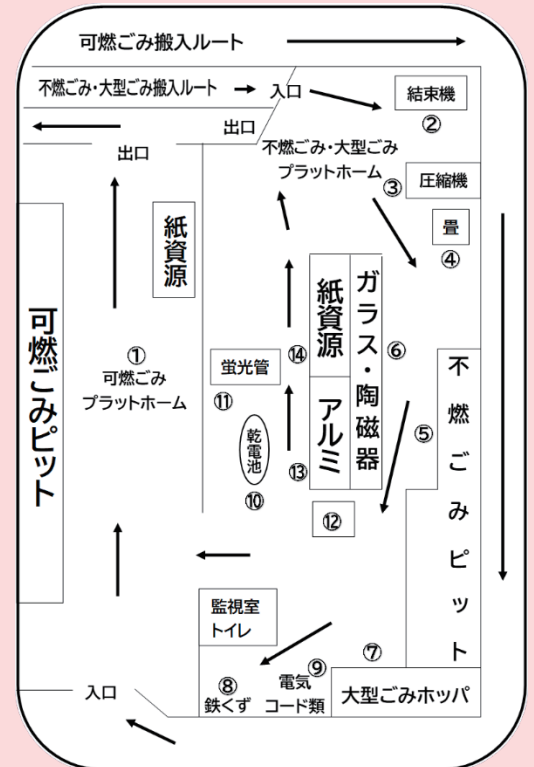 可燃ごみ搬入ルート
不燃ごみ・大型ごみ搬入ルート
入口
結束機
②
出口
出口
不燃ごみ・大型ごみ
プラットホーム
③
圧縮機
畳
④
紙資源
可燃ごみピット
①
可燃ごみ
プラットホーム
紙資源
ガラス・陶磁器
⑥
⑭
蛍光管
⑪
アルミ
⑤
不燃ごみピット
乾電池
⑩
⑬
⑫
監視室
トイレ
⑦
⑧
鉄くず
⑨
電気
コード類
大型ごみホッパ
入口